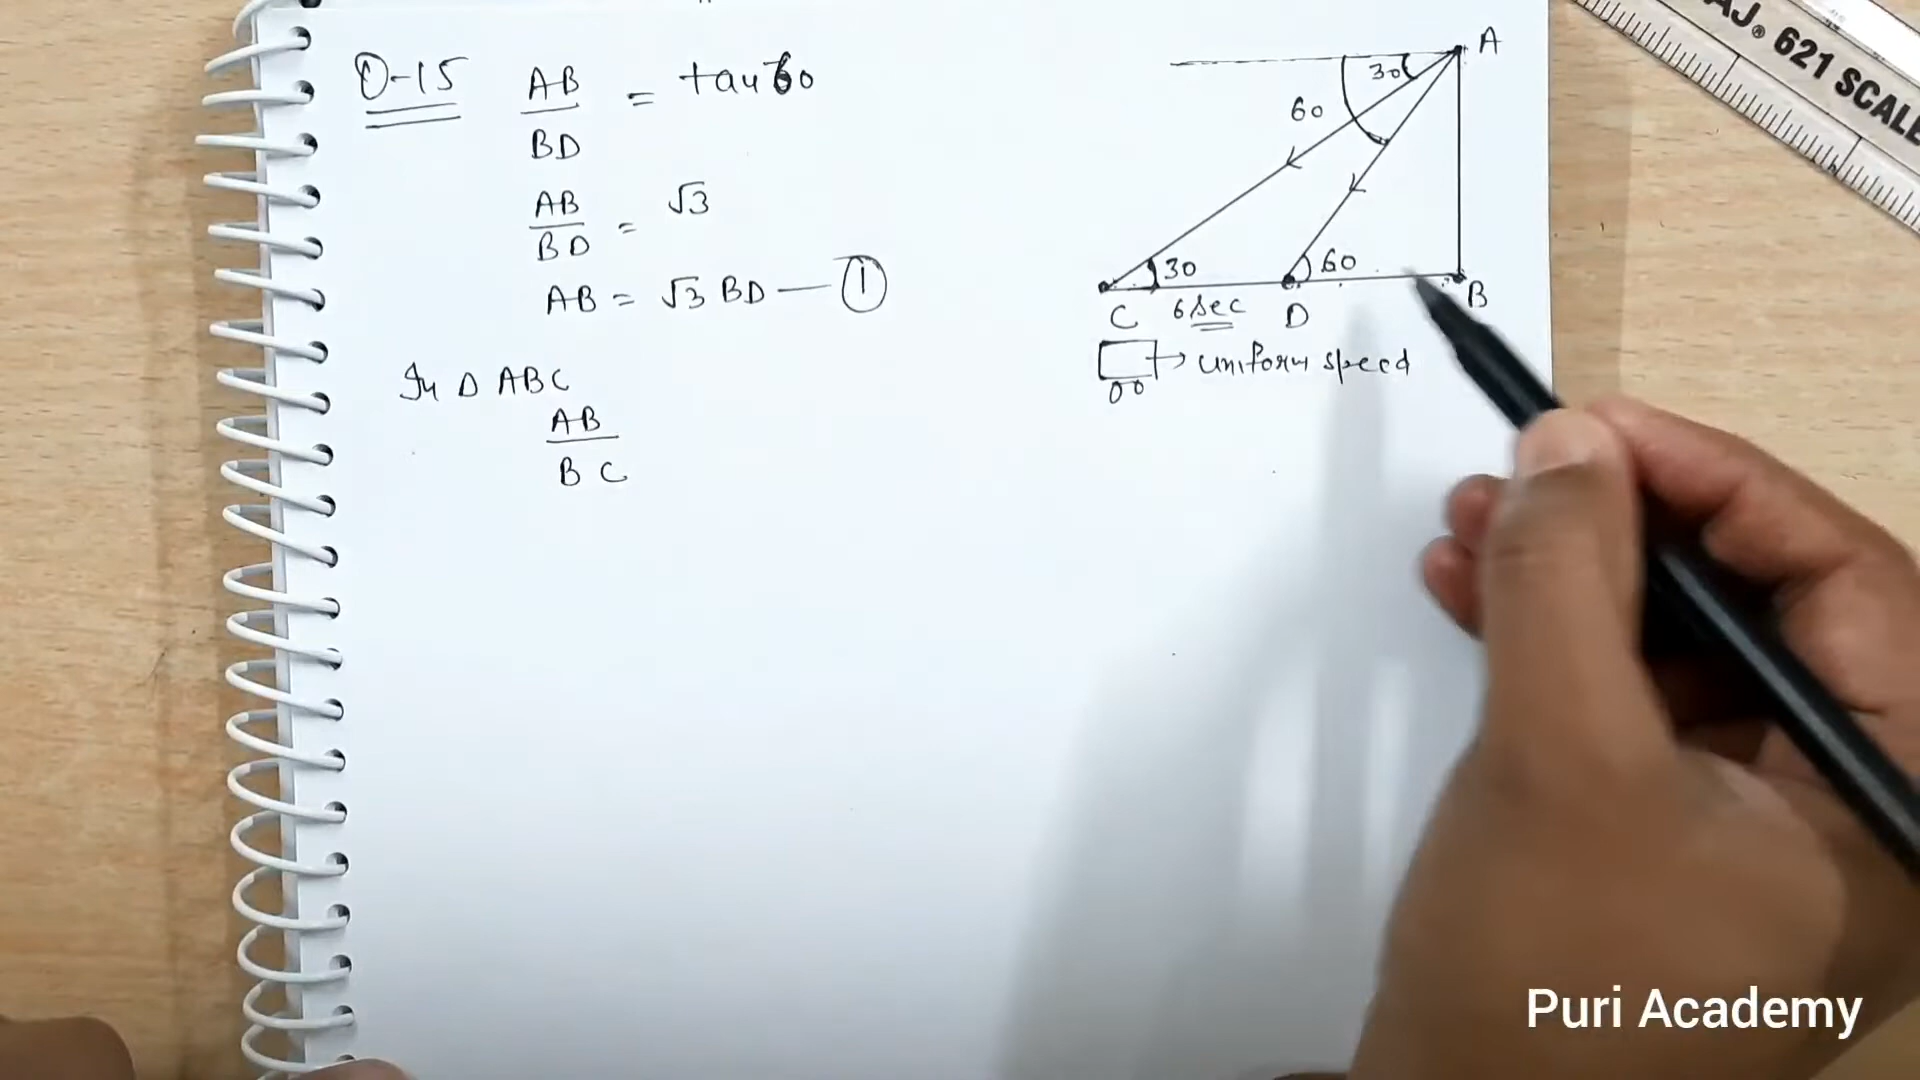 Q-15
AB/BD = tan 60
AB/BD = √3
AB = √3 BD — ①
In Δ ABC
AB
BC
A
30
60
30
60
C 6 sec D B
→ uniform speed
AJ® 621 SCALE
Puri Academy